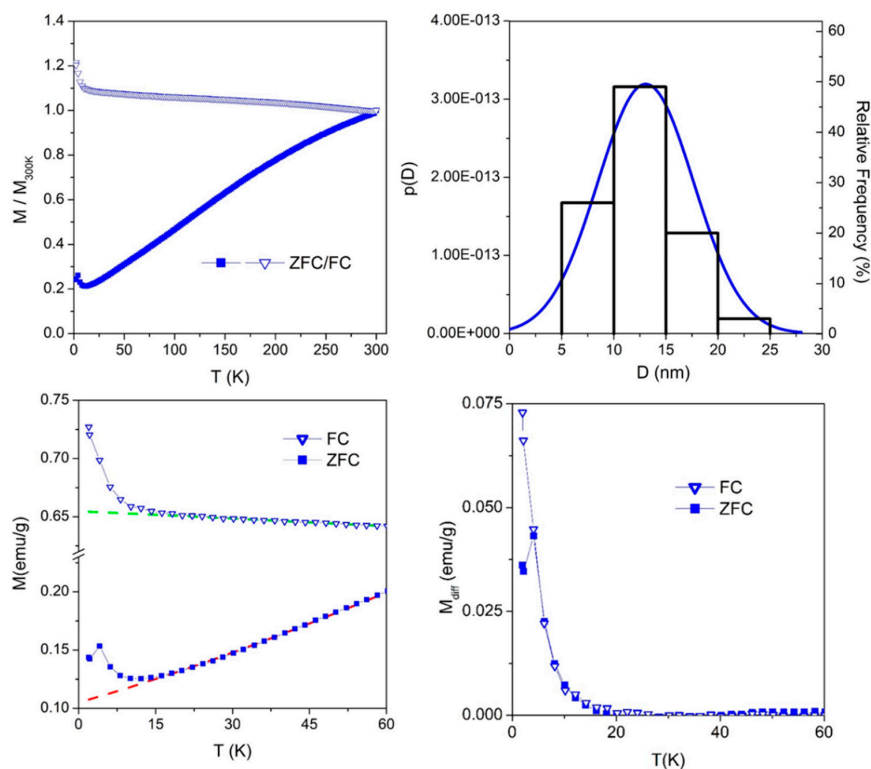 1.4
1.2
1.0
0.8
0.6
0.4
0.2
0.0
M / M300K
ZFC/FC
0 50 100 150 200 250 300
T (K)
4.00E-013
3.00E-013
2.00E-013
1.00E-013
0.00E+000
p(D)
60
50
40
30
20
10
0
Relative Frequency (%)
0 5 10 15 20 25 30
D (nm)
0.75
0.70
0.65
0.20
0.15
0.10
M(emu/g)
FC
ZFC
0 15 30 45 60
T (K)
0.075
0.050
0.025
0.000
Mdiff (emu/g)
FC
ZFC
0 20 40 60
T(K)